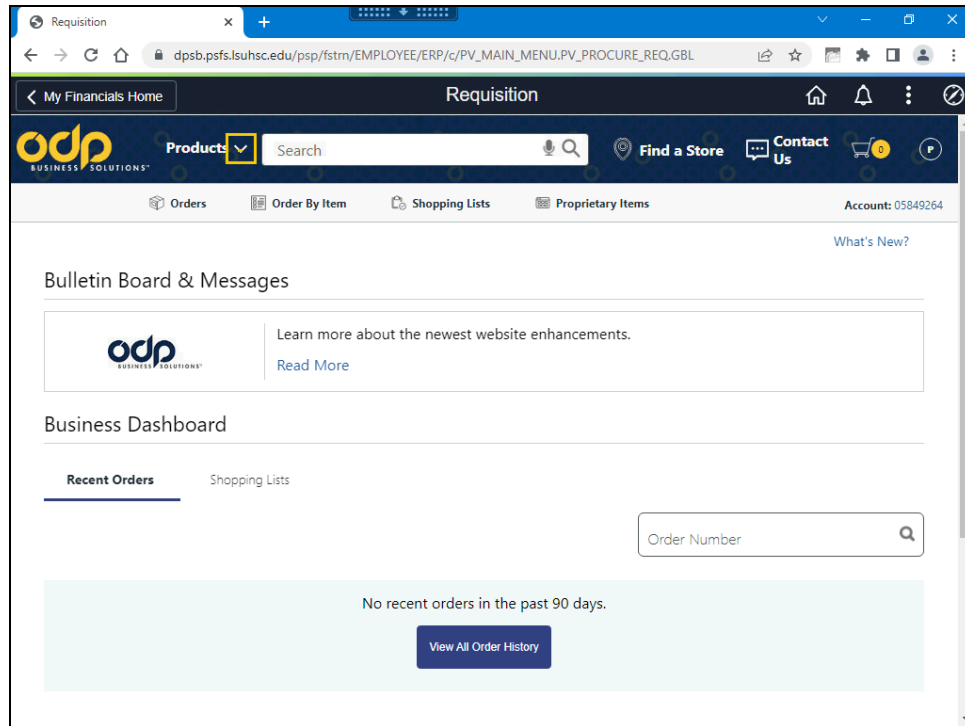 Requisition
dpsb.psfs.lsuhsc.edu/psp/fstrn/EMPLOYEE/ERP/c/PV_MAIN_MENU.PV_PROCURE_REQ.GBL
My Financials Home
Requisition
odp
BUSINESS SOLUTIONS™
Products
Search
Find a Store
Contact Us
0
P
Orders
Order By Item
Shopping Lists
Proprietary Items
Account: 05849264
What's New?
Bulletin Board & Messages
odp
BUSINESS SOLUTIONS™
Learn more about the newest website enhancements.
Read More
Business Dashboard
Recent Orders
Shopping Lists
Order Number
No recent orders in the past 90 days.
View All Order History